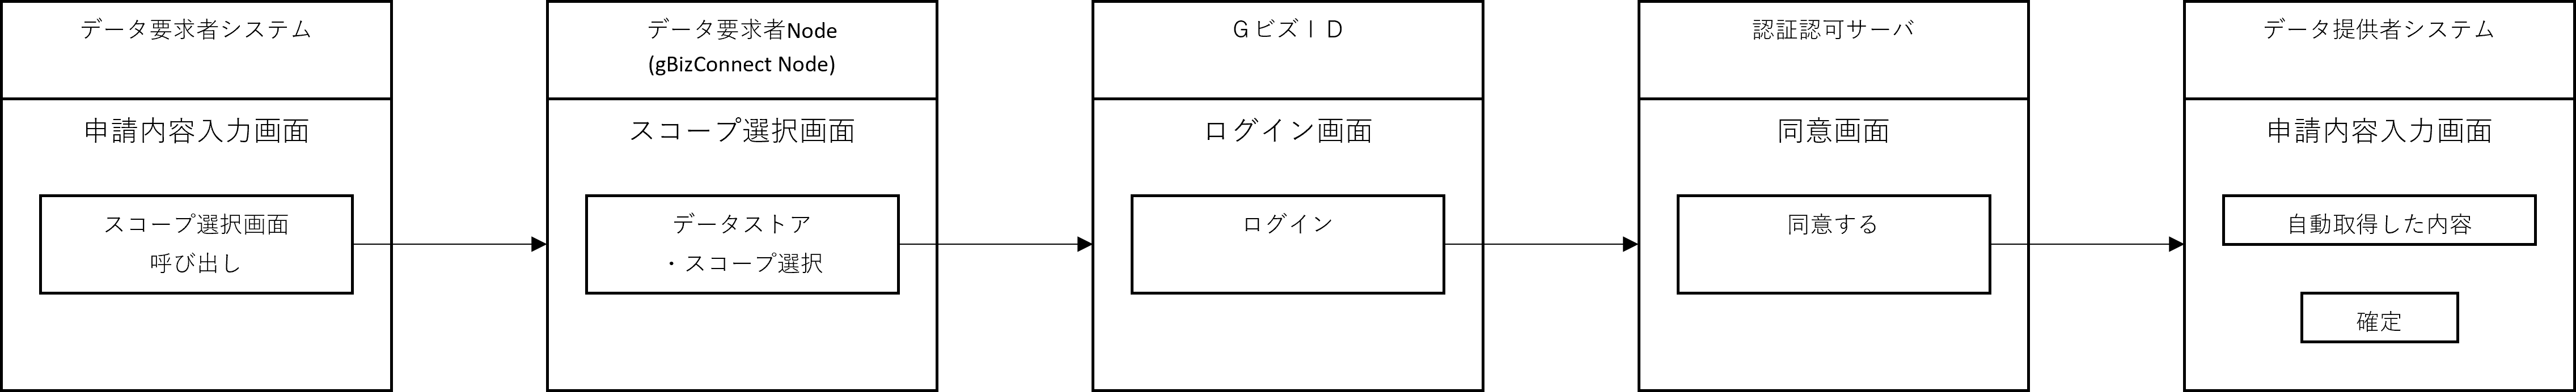 データ要求者システム
申請内容入力画面
スコープ選択画面
呼び出し
データ要求者Node
(gBizConnect Node)
スコープ選択画面
データストア
・スコープ選択
ＧビズＩＤ
ログイン画面
ログイン
認証認可サーバ
同意画面
同意する
データ提供者システム
申請内容入力画面
自動取得した内容
確定